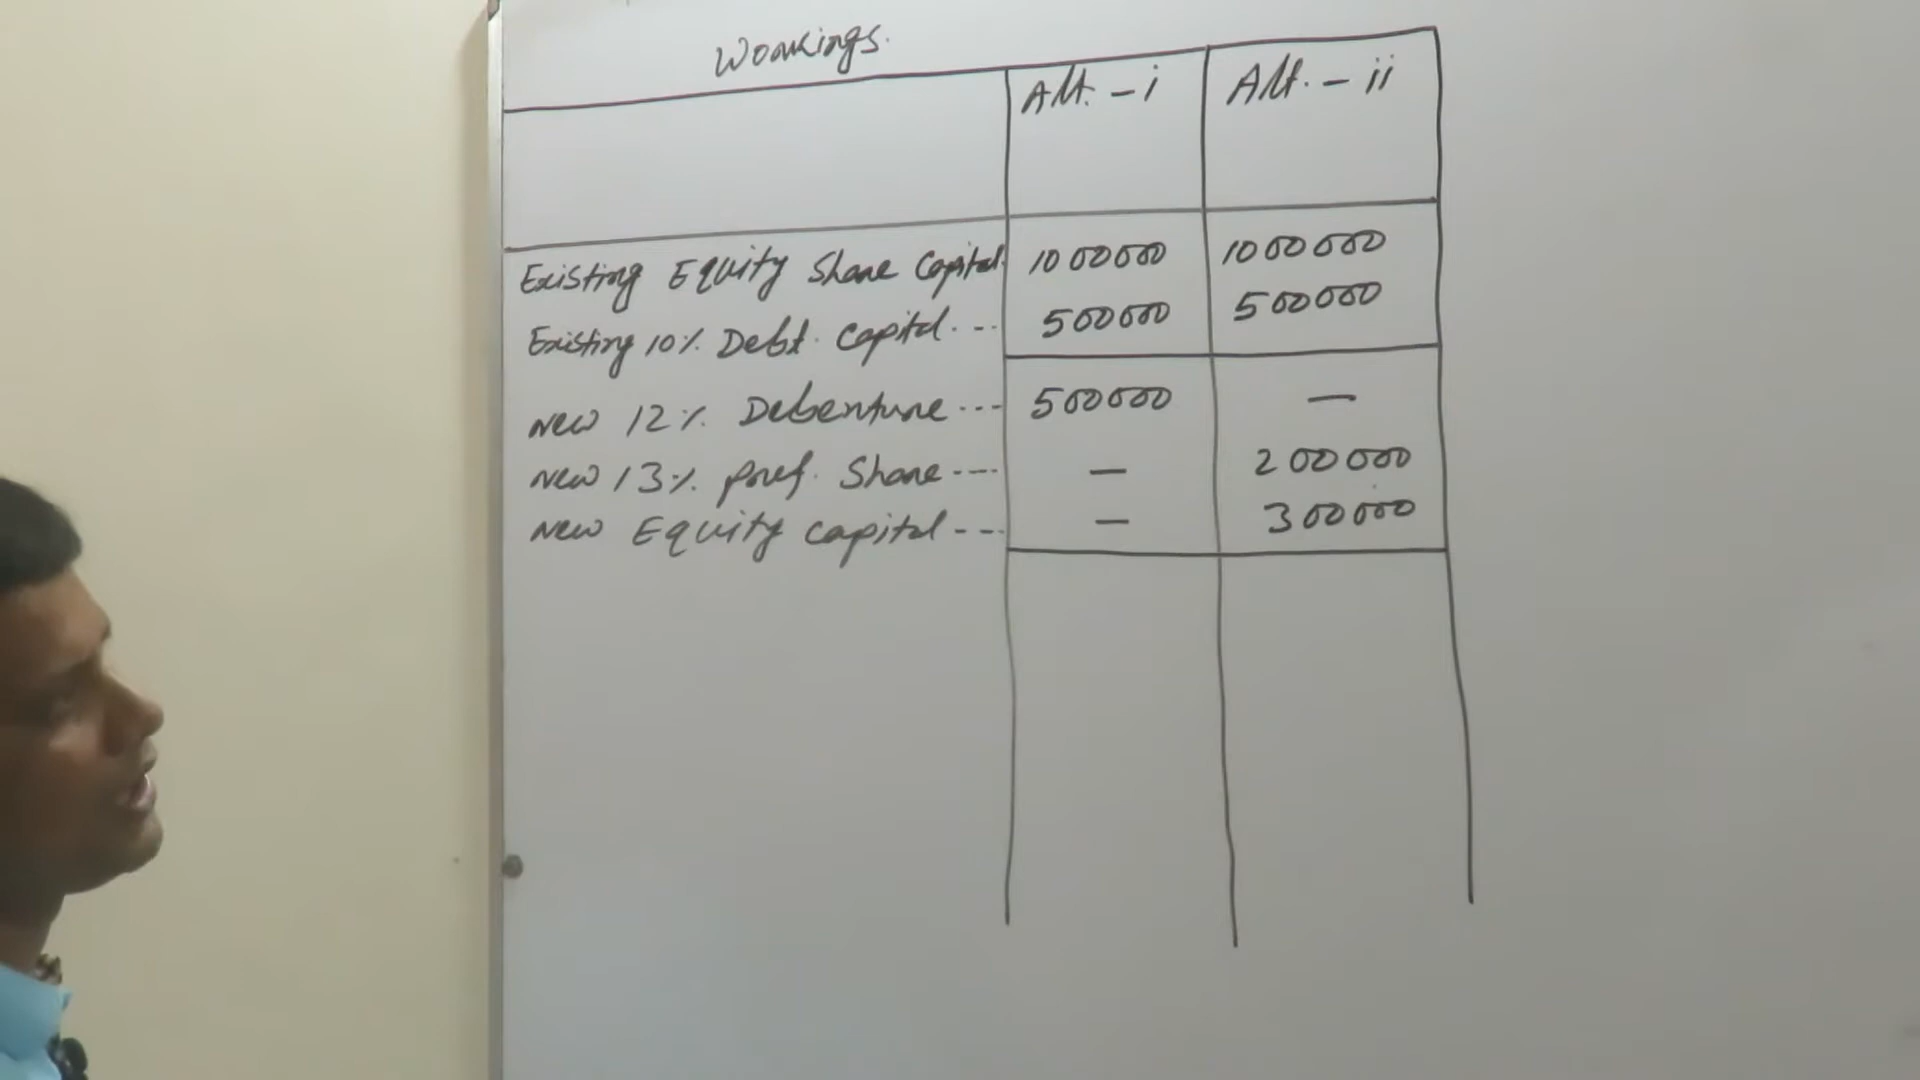 Workings.
Alt. - i Alt. - ii
Existing Equity Share Capital. 1000000 1000000
Existing 10% Debt. Capital. -- 500000 500000
New 12% Debenture --- 500000 —
New 13% pref. Share --- — 200000
New Equity capital --- — 300000